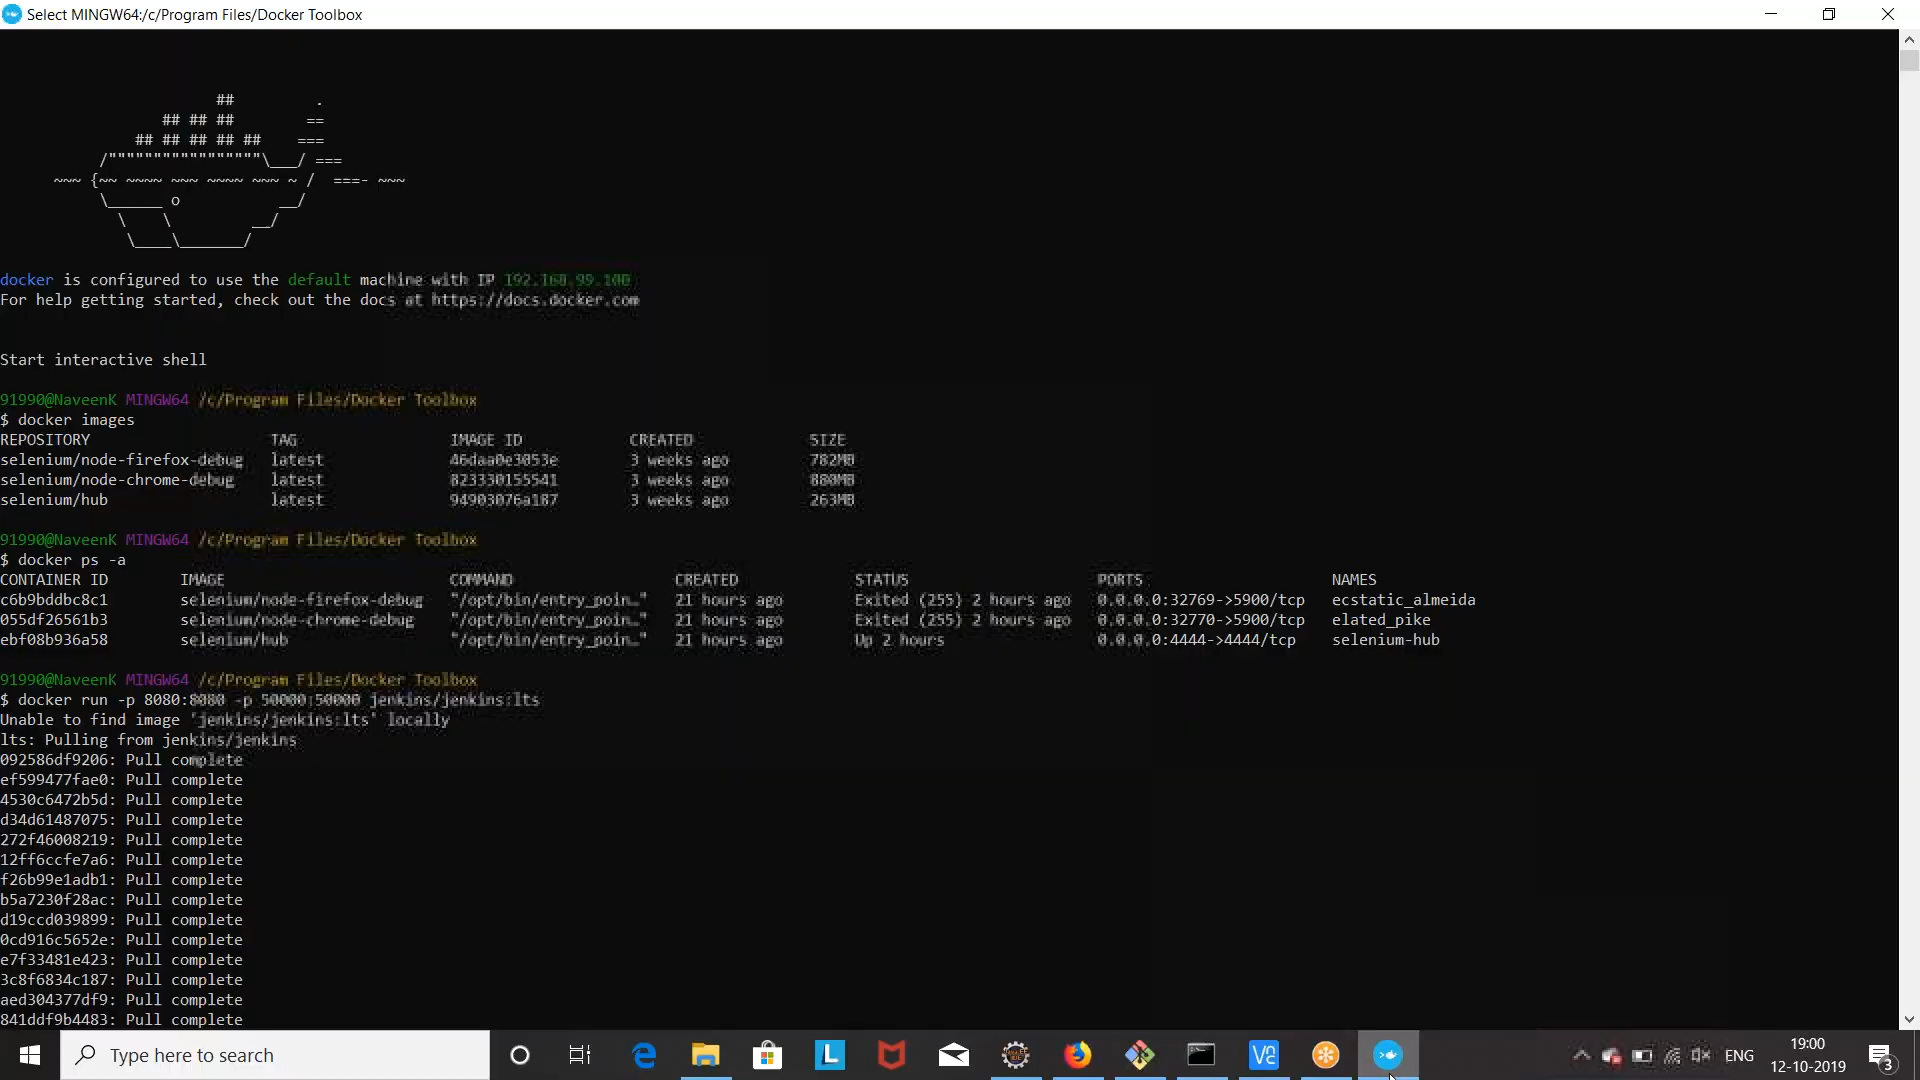 Select MINGW64:/c/Program Files/Docker Toolbox
## .
## ## ## ==
## ## ## ## ## ===
/"""""""""""""""""\___/ ===
~~~ {~~ ~~~~ ~~~ ~~~~ ~~~ ~ / ===- ~~~
\______ o __/
\ \ __/
\____\_______/
docker is configured to use the default machine with IP 192.168.99.100
For help getting started, check out the docs at https://docs.docker.com
Start interactive shell
91990@NaveenK MINGW64 /c/Program Files/Docker Toolbox
$ docker images
REPOSITORY TAG IMAGE ID CREATED SIZE
selenium/node-firefox-debug latest 46daa0e3053e 3 weeks ago 782MB
selenium/node-chrome-debug latest 823330155541 3 weeks ago 880MB
selenium/hub latest 94903076a187 3 weeks ago 263MB
91990@NaveenK MINGW64 /c/Program Files/Docker Toolbox
$ docker ps -a
CONTAINER ID IMAGE COMMAND CREATED STATUS PORTS NAMES
c6b9bddbc8c1 selenium/node-firefox-debug "/opt/bin/entry_poin…" 21 hours ago Exited (255) 2 hours ago 0.0.0.0:32769->5900/tcp ecstatic_almeida
055df26561b3 selenium/node-chrome-debug "/opt/bin/entry_poin…" 21 hours ago Exited (255) 2 hours ago 0.0.0.0:32770->5900/tcp elated_pike
ebf08b936a58 selenium/hub "/opt/bin/entry_poin…" 21 hours ago Up 2 hours 0.0.0.0:4444->4444/tcp selenium-hub
91990@NaveenK MINGW64 /c/Program Files/Docker Toolbox
$ docker run -p 8080:8080 -p 50000:50000 jenkins/jenkins:lts
Unable to find image 'jenkins/jenkins:lts' locally
lts: Pulling from jenkins/jenkins
092586df9206: Pull complete
ef599477fae0: Pull complete
4530c6472b5d: Pull complete
d34d61487075: Pull complete
272f46008219: Pull complete
12ff6ccfe7a6: Pull complete
f26b99e1adb1: Pull complete
b5a7230f28ac: Pull complete
d19ccd039899: Pull complete
0cd916c5652e: Pull complete
e7f33481e423: Pull complete
3c8f6834c187: Pull complete
aed304377df9: Pull complete
841ddf9b4483: Pull complete
Type here to search
ENG
19:00
12-10-2019
3